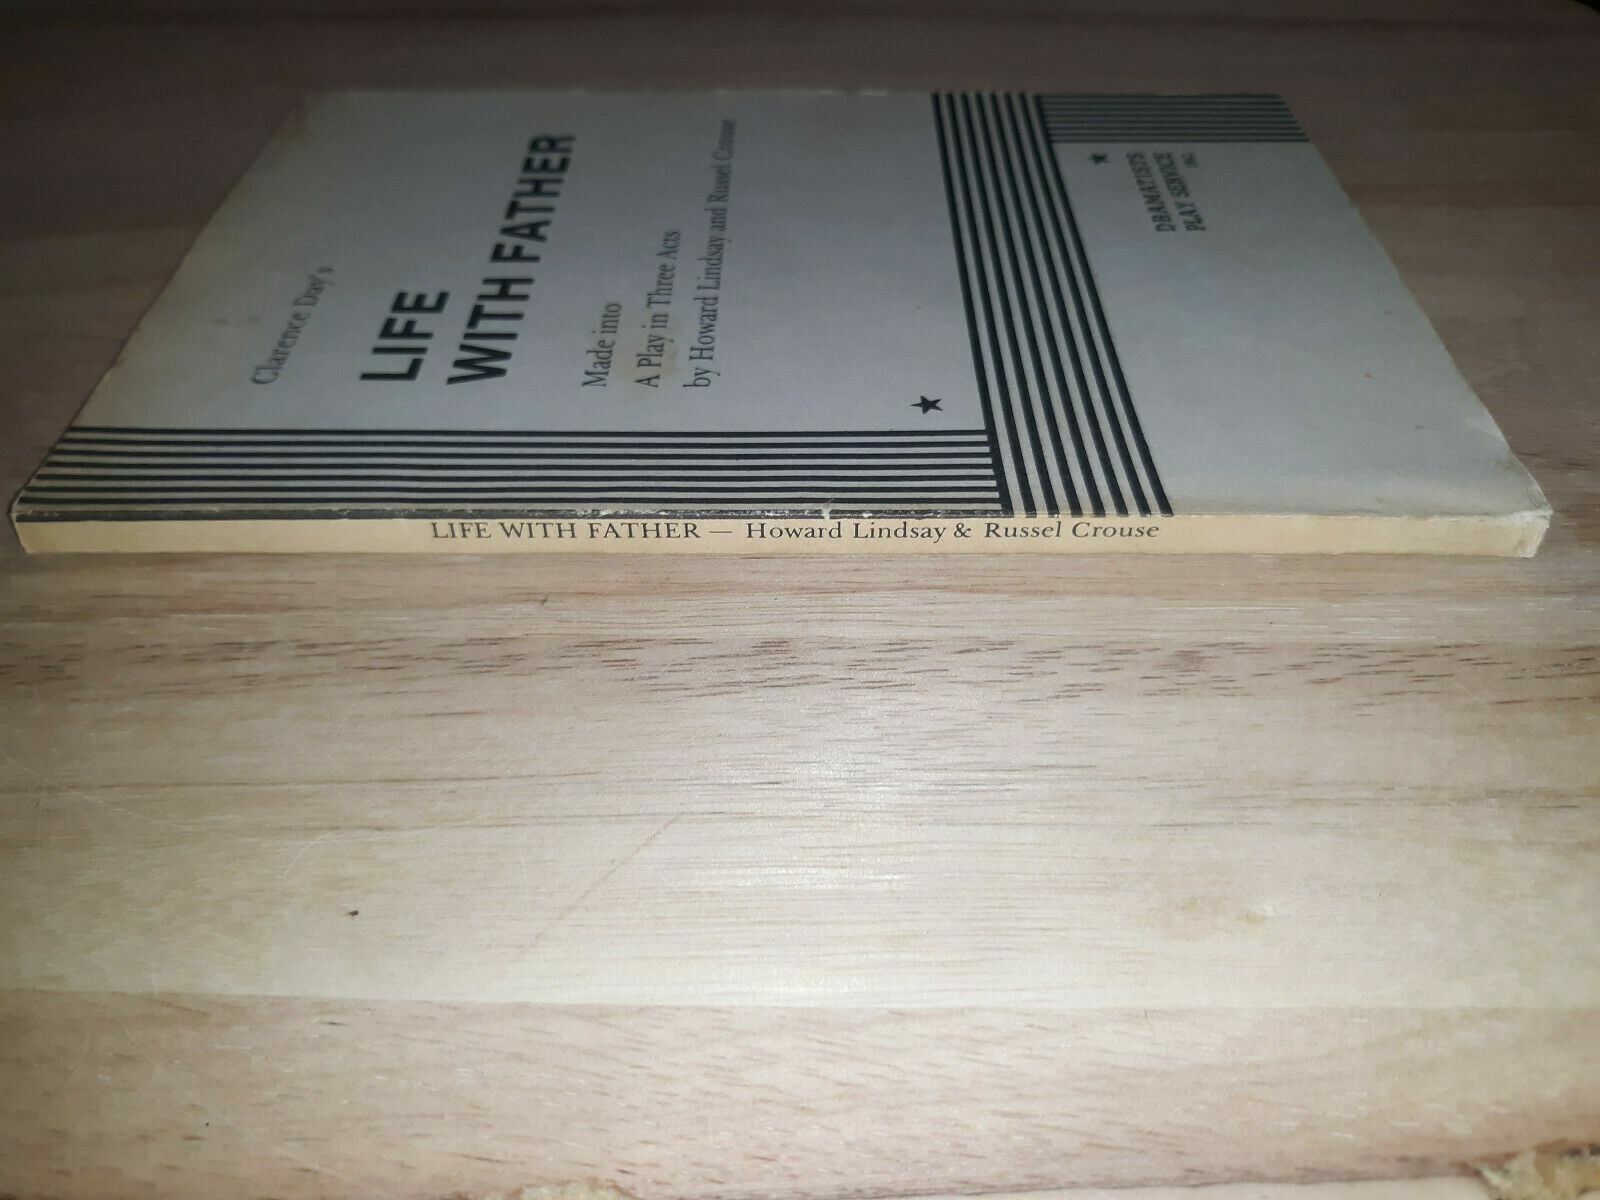 Clarence Day's
LIFE
WITH FATHER
Made into
A Play in Three Acts
by Howard Lindsay and Russel Crouse
DRAMATISTS
PLAY SERVICE
INC.
LIFE WITH FATHER — Howard Lindsay & Russel Crouse